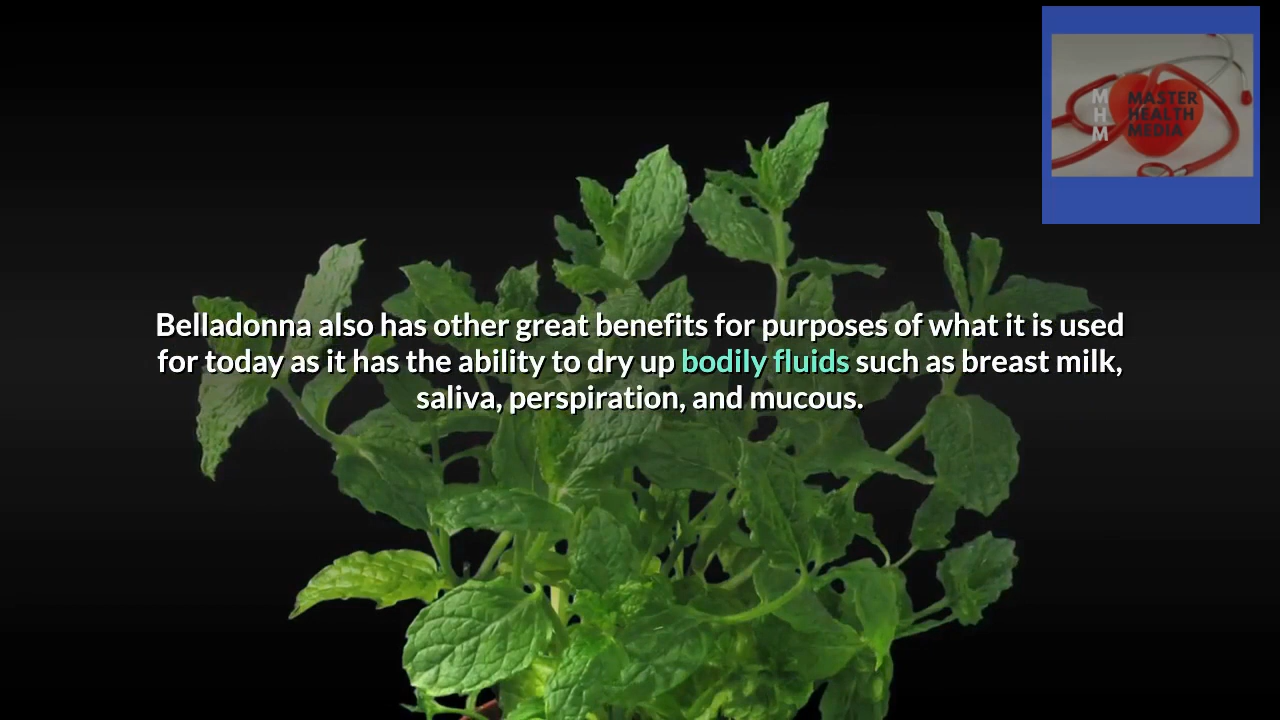 M
H
M
MASTER
HEALTH
MEDIA
Belladonna also has other great benefits for purposes of what it is used
for today as it has the ability to dry up bodily fluids such as breast milk,
saliva, perspiration, and mucous.